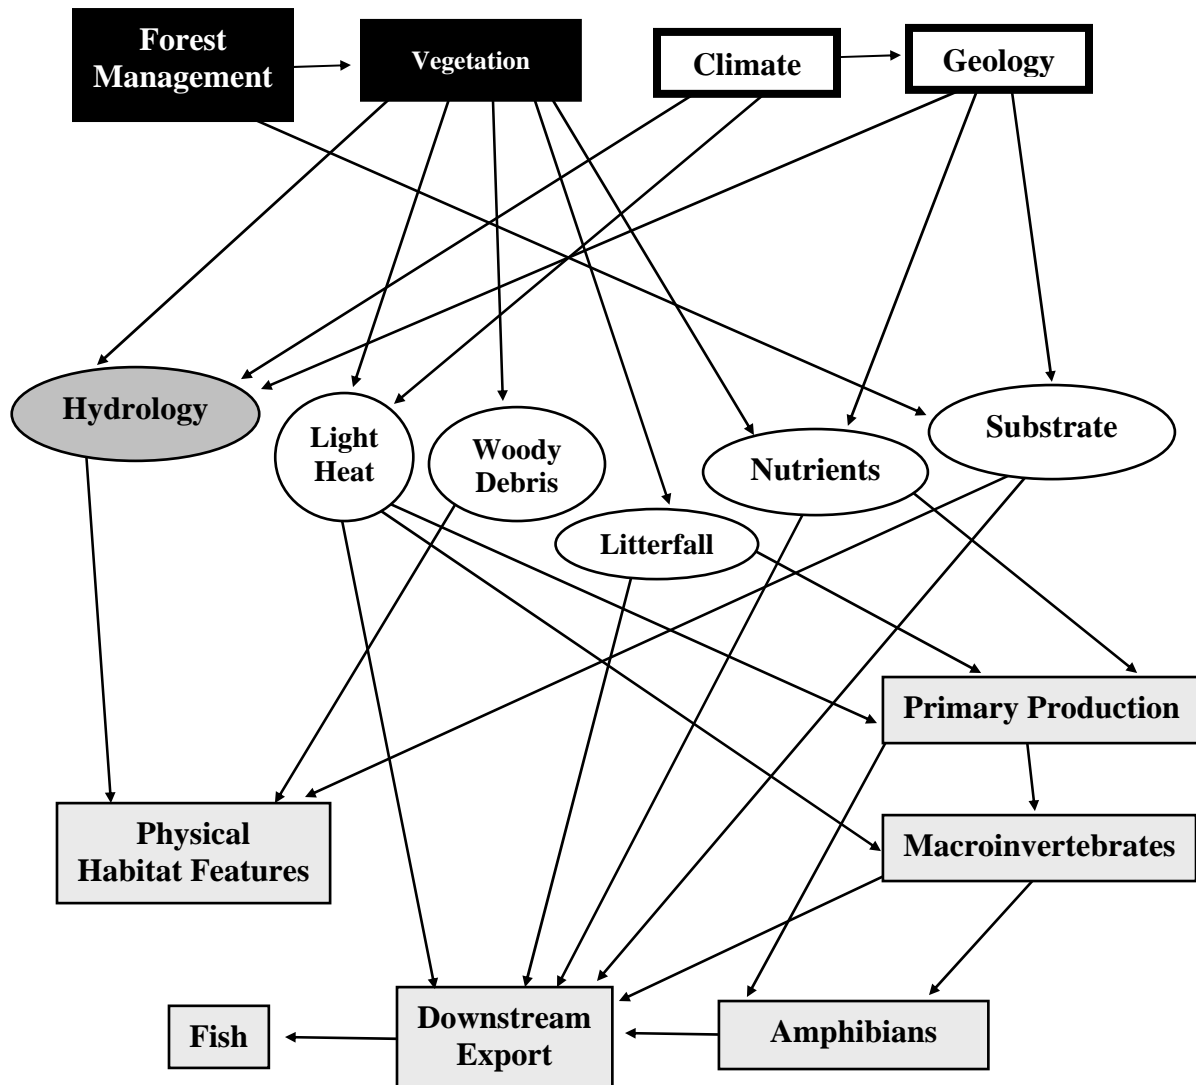 Forest
Management
Vegetation
Climate
Geology
Hydrology
Light
Heat
Woody
Debris
Litterfall
Nutrients
Substrate
Primary Production
Physical
Habitat Features
Macroinvertebrates
Fish
Downstream
Export
Amphibians